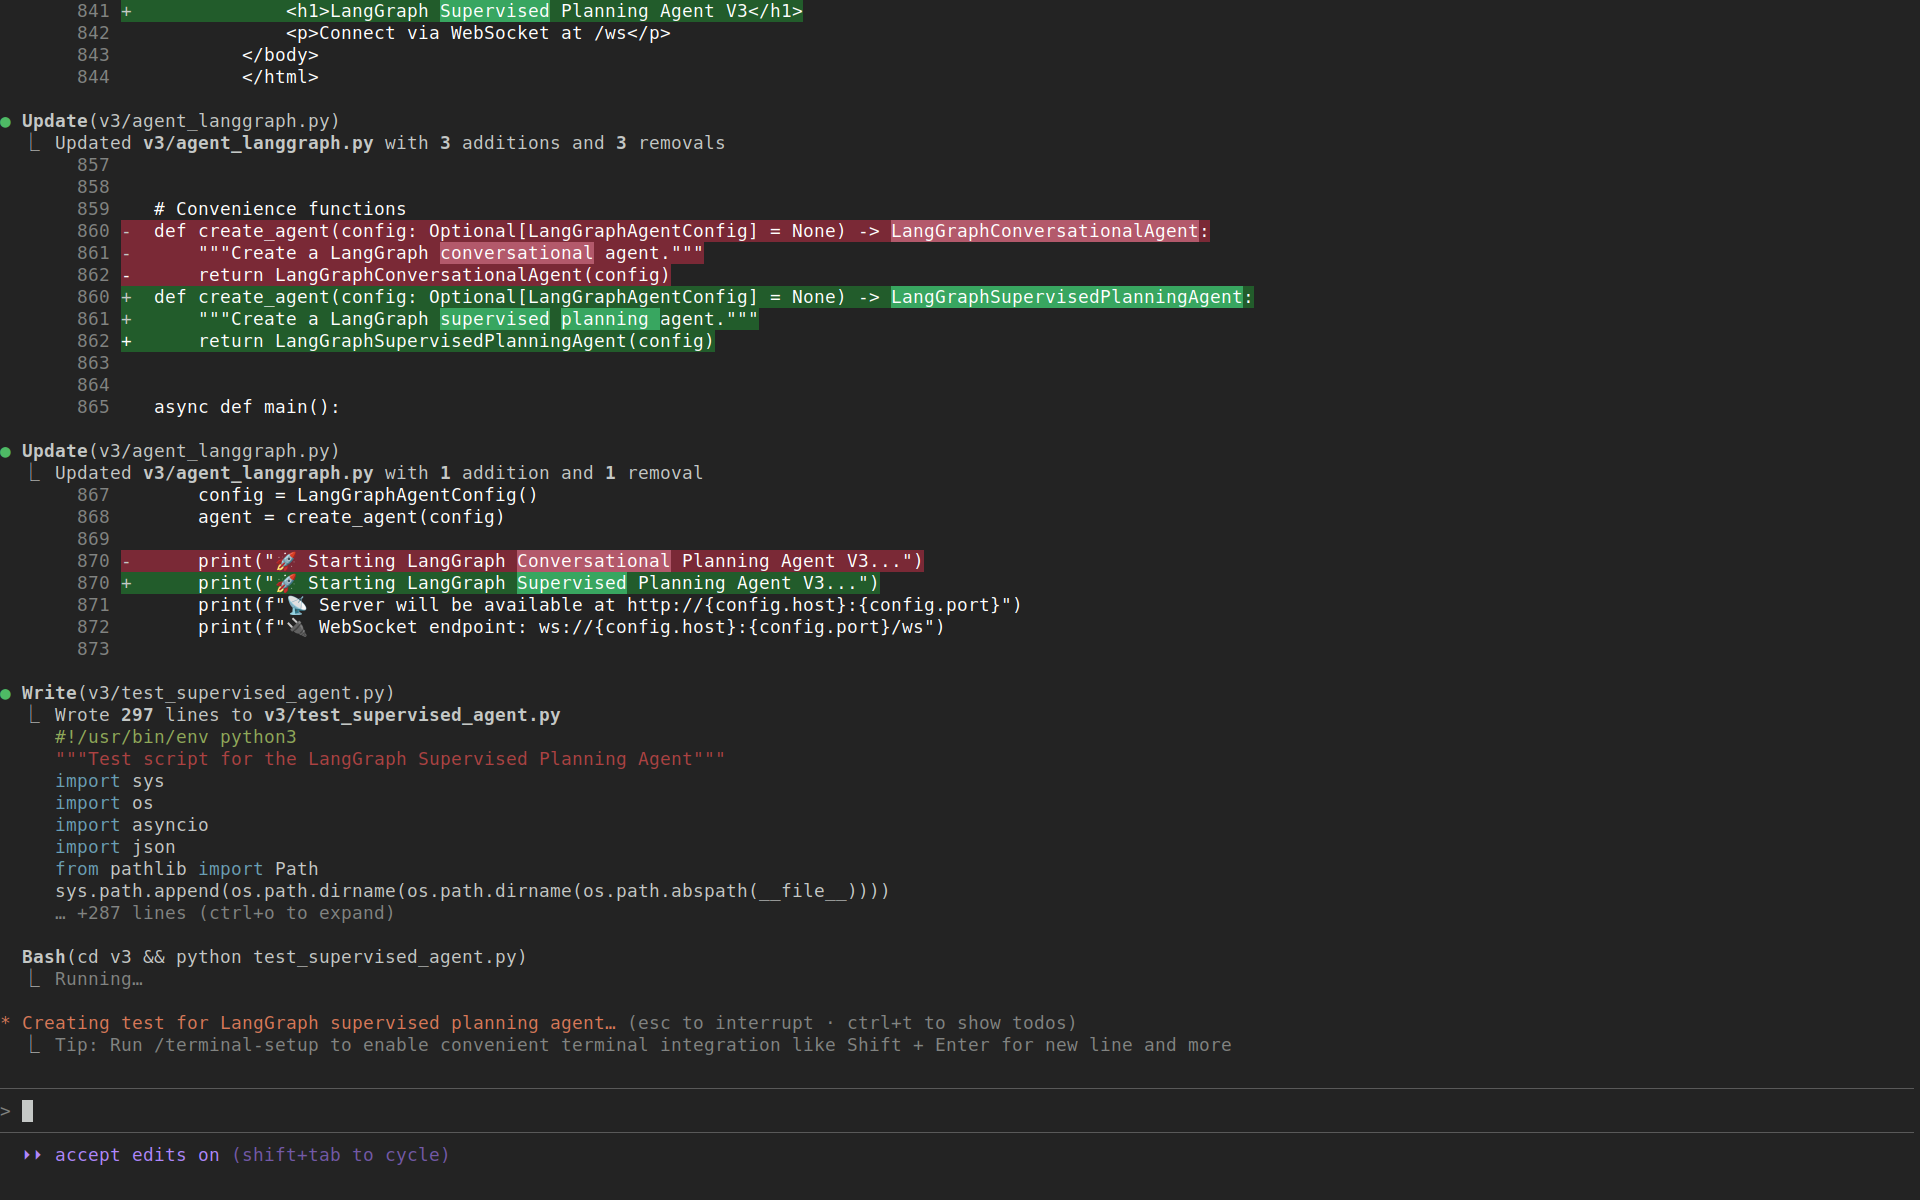 841 +              <h1>LangGraph Supervised Planning Agent V3</h1>
842                <p>Connect via WebSocket at /ws</p>
843            </body>
844            </html>
● Update(v3/agent_langgraph.py)
⎿ Updated v3/agent_langgraph.py with 3 additions and 3 removals
857
858
859    # Convenience functions
860 -  def create_agent(config: Optional[LangGraphAgentConfig] = None) -> LangGraphConversationalAgent:
861 -      """Create a LangGraph conversational agent."""
862 -      return LangGraphConversationalAgent(config)
860 +  def create_agent(config: Optional[LangGraphAgentConfig] = None) -> LangGraphSupervisedPlanningAgent:
861 +      """Create a LangGraph supervised planning agent."""
862 +      return LangGraphSupervisedPlanningAgent(config)
863
864
865    async def main():
● Update(v3/agent_langgraph.py)
⎿ Updated v3/agent_langgraph.py with 1 addition and 1 removal
867        config = LangGraphAgentConfig()
868        agent = create_agent(config)
869
870 -      print("🚀 Starting LangGraph Conversational Planning Agent V3...")
870 +      print("🚀 Starting LangGraph Supervised Planning Agent V3...")
871        print(f"📡 Server will be available at http://{config.host}:{config.port}")
872        print(f"🔌 WebSocket endpoint: ws://{config.host}:{config.port}/ws")
873
● Write(v3/test_supervised_agent.py)
⎿ Wrote 297 lines to v3/test_supervised_agent.py
#!/usr/bin/env python3
"""Test script for the LangGraph Supervised Planning Agent"""
import sys
import os
import asyncio
import json
from pathlib import Path
sys.path.append(os.path.dirname(os.path.dirname(os.path.abspath(__file__))))
… +287 lines (ctrl+o to expand)
Bash(cd v3 && python test_supervised_agent.py)
⎿ Running…
* Creating test for LangGraph supervised planning agent… (esc to interrupt · ctrl+t to show todos)
⎿ Tip: Run /terminal-setup to enable convenient terminal integration like Shift + Enter for new line and more
>
⏵⏵ accept edits on (shift+tab to cycle)